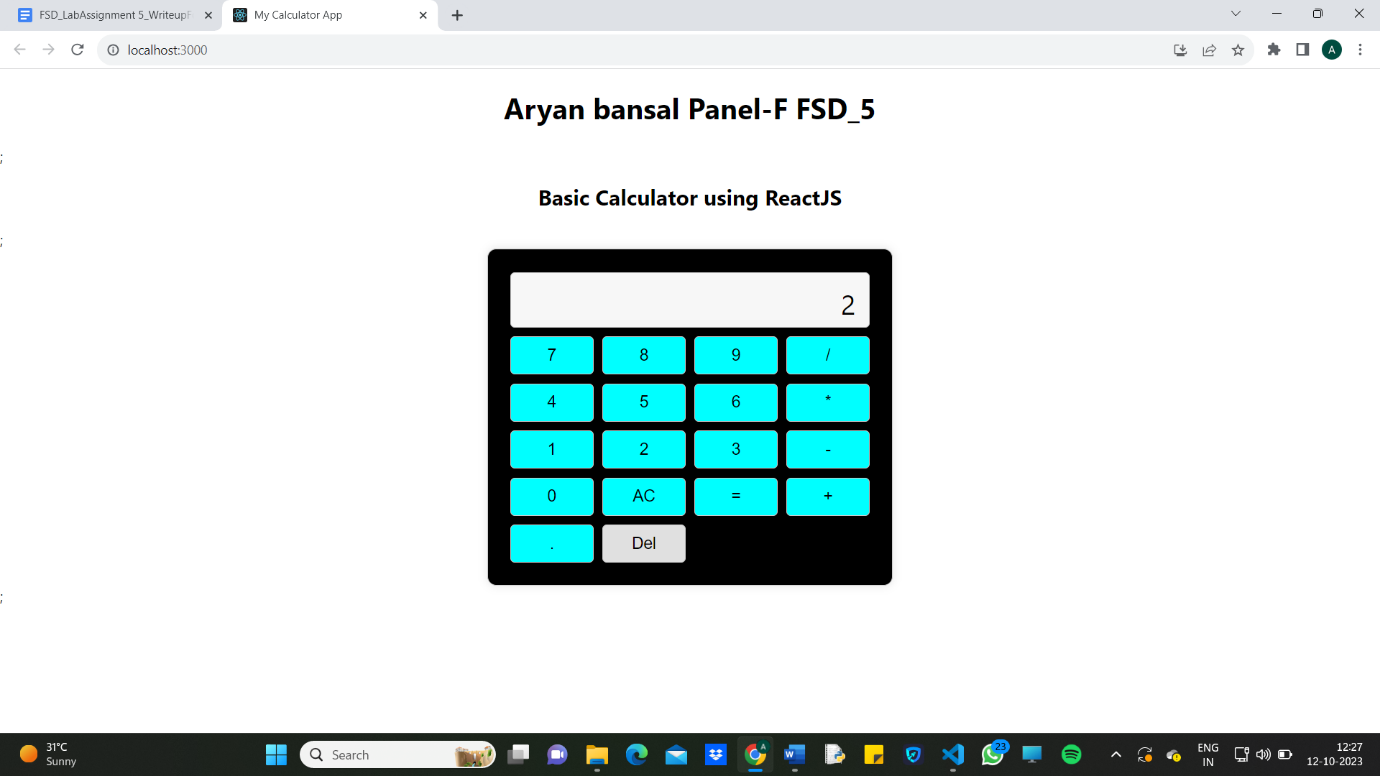 FSD_LabAssignment 5_WriteupF
My Calculator App
localhost:3000
A
Aryan bansal Panel-F FSD_5
;
Basic Calculator using ReactJS
;
2
7 8 9 /
4 5 6 *
1 2 3 -
0 AC = +
. Del
;
31°C
Sunny
Search
A
23
ENG
IN
12:27
12-10-2023